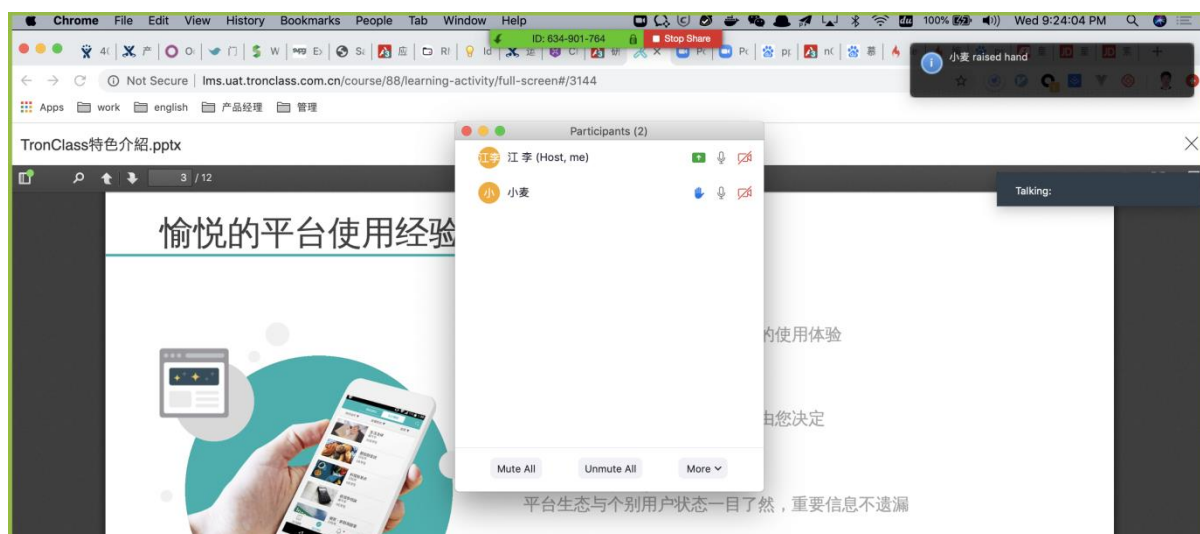 Chrome File Edit View History Bookmarks People Tab Window Help 100% Wed 9:24:04 PM
ID: 634-901-764 Stop Share
小麦 raised hand
Not Secure lms.uat.tronclass.com.cn/course/88/learning-activity/full-screen#/3144
Apps work english 产品经理 管理
TronClass特色介紹.pptx
Participants (2)
江李 江 李 (Host, me)
小 小麦
3 / 12
Talking:
愉悦的平台使用经验
的使用体验
由您决定
Mute All Unmute All More
平台生态与个别用户状态一目了然，重要信息不遗漏